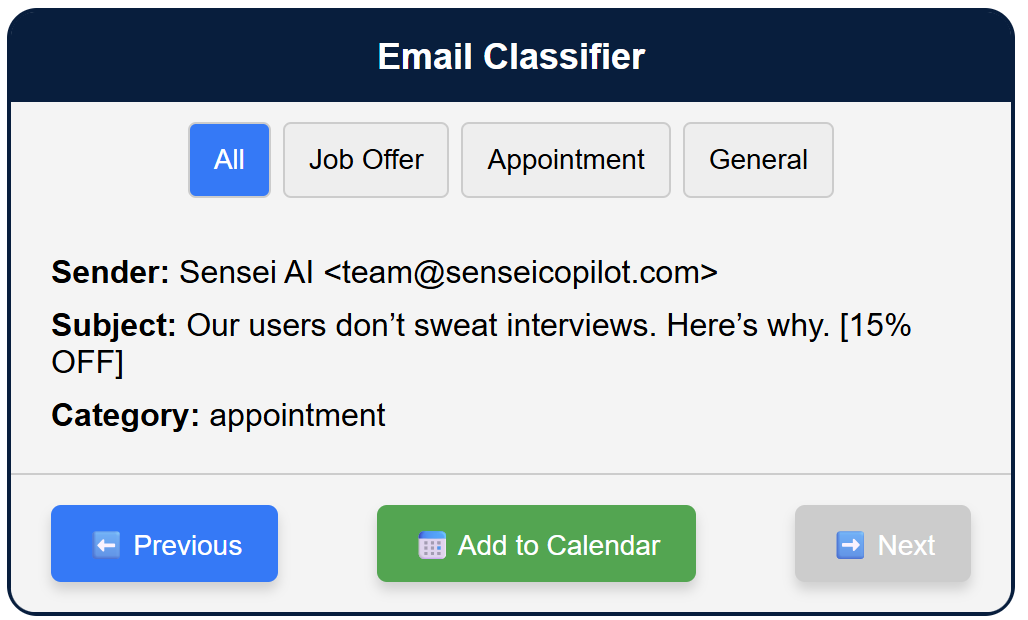 Email Classifier
All
Job Offer
Appointment
General
Sender: Sensei AI <team@senseicopilot.com>
Subject: Our users don’t sweat interviews. Here’s why. [15%
OFF]
Category: appointment
Previous
Add to Calendar
Next